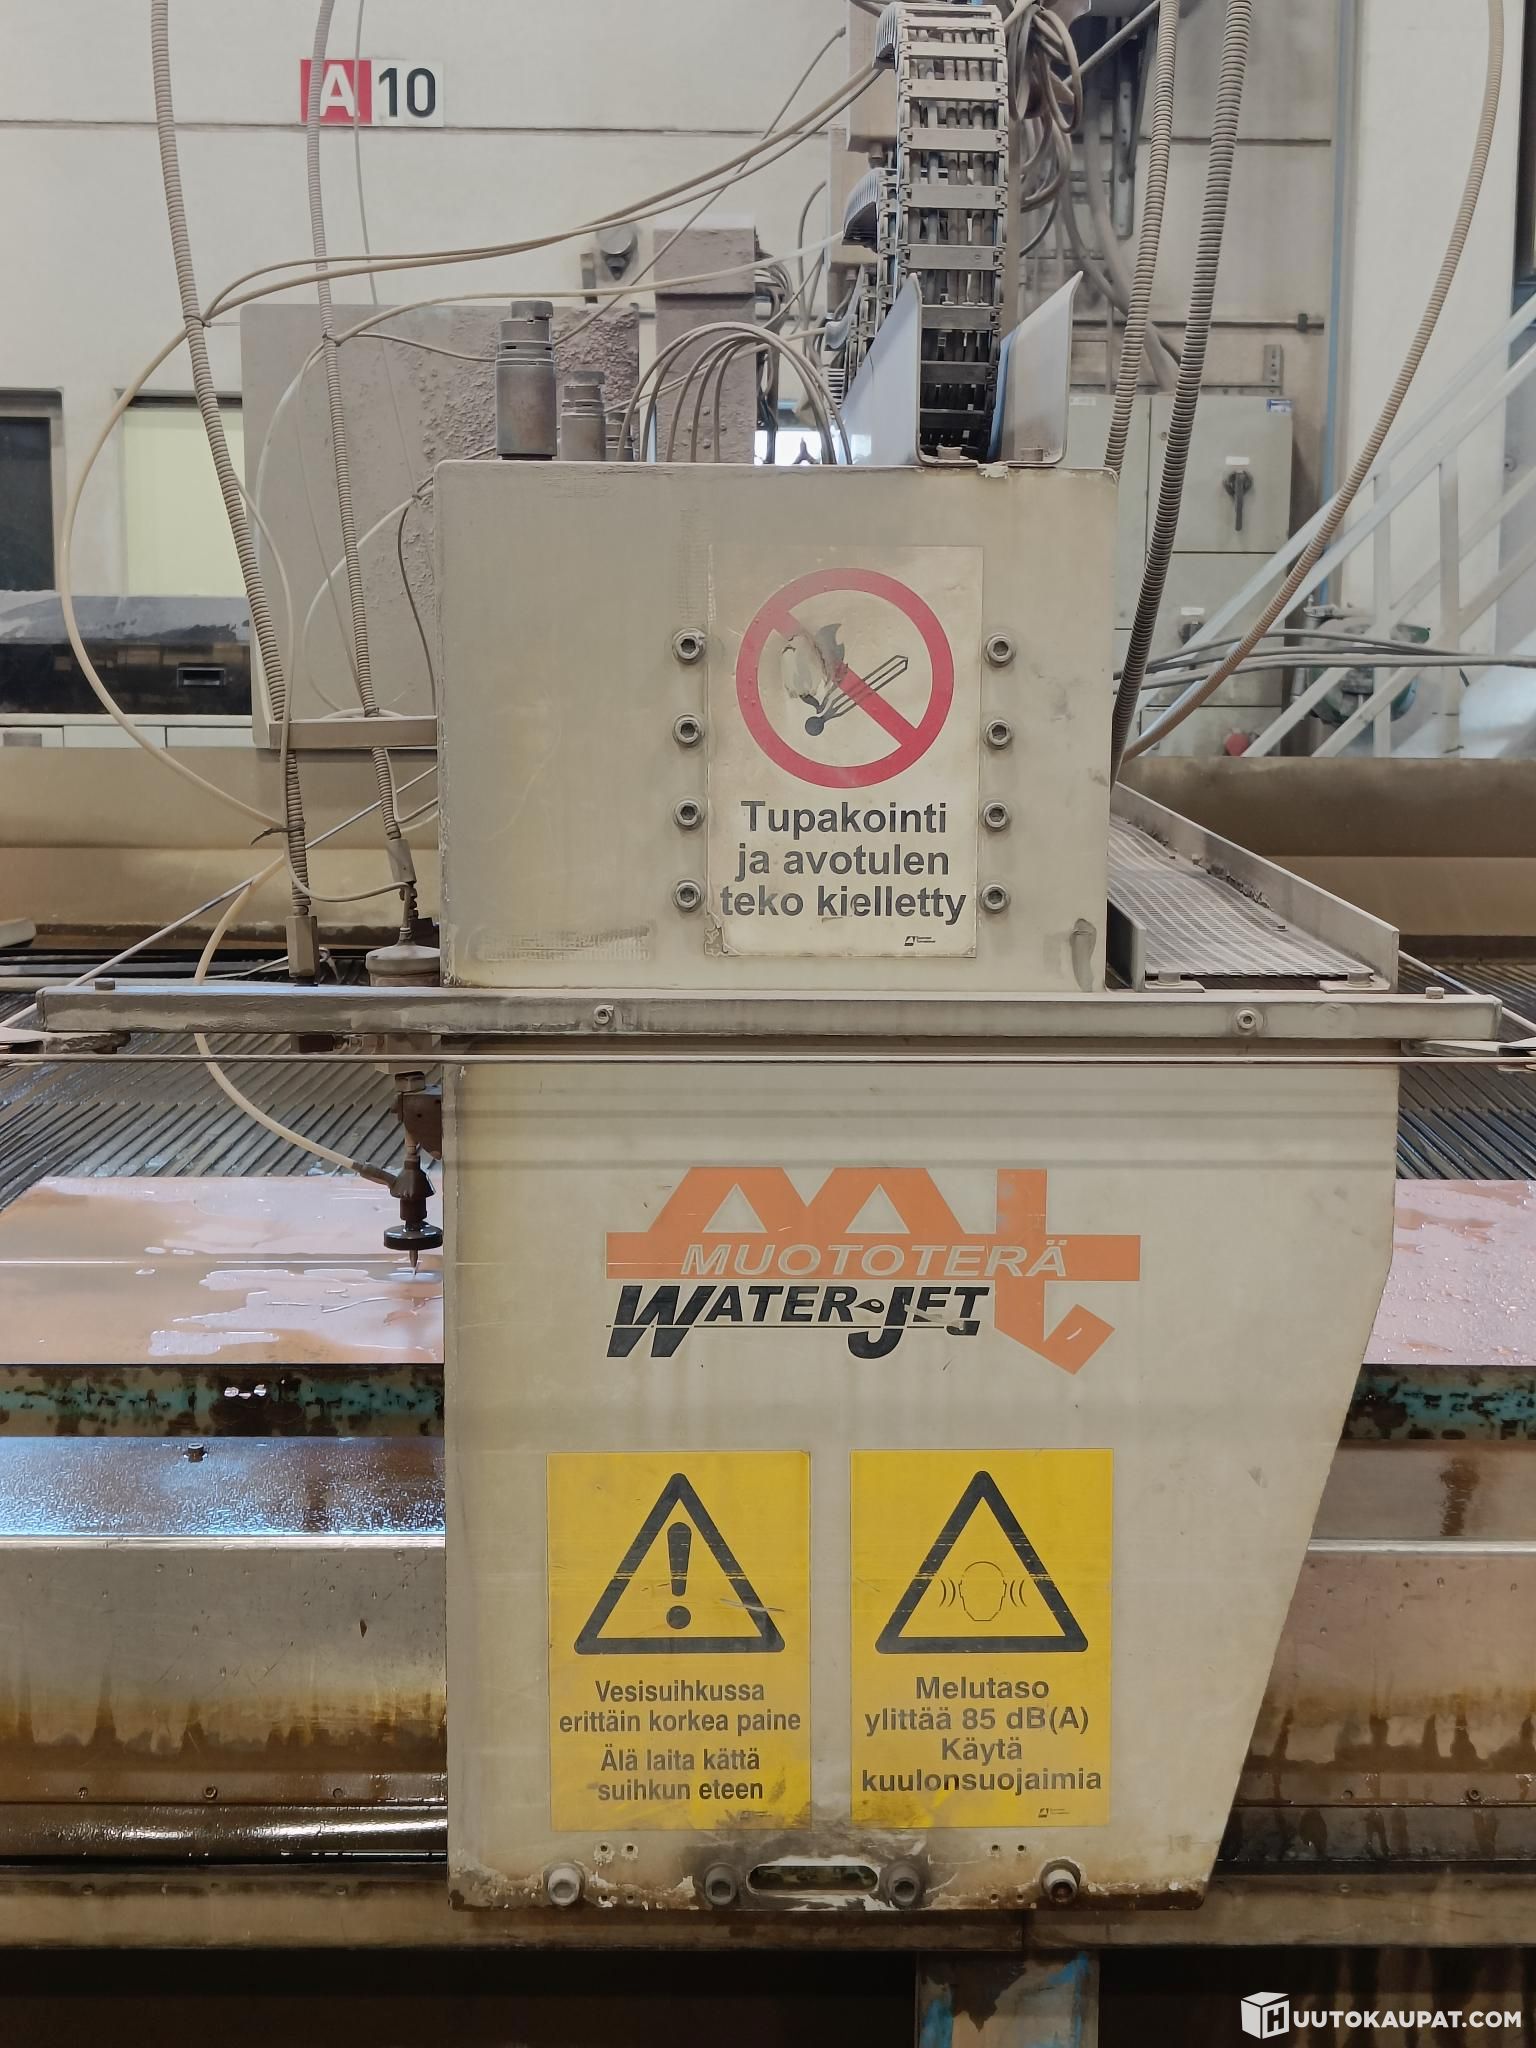 A 10
Tupakointi
ja avotulen
teko kielletty
MUOTOTERÄ
WATER-JET
Vesisuihkussa
erittäin korkea paine
Älä laita kättä
suihkun eteen
Melutaso
ylittää 85 dB(A)
Käytä
kuulonsuojaimia
HUUTOKAUPAT.COM